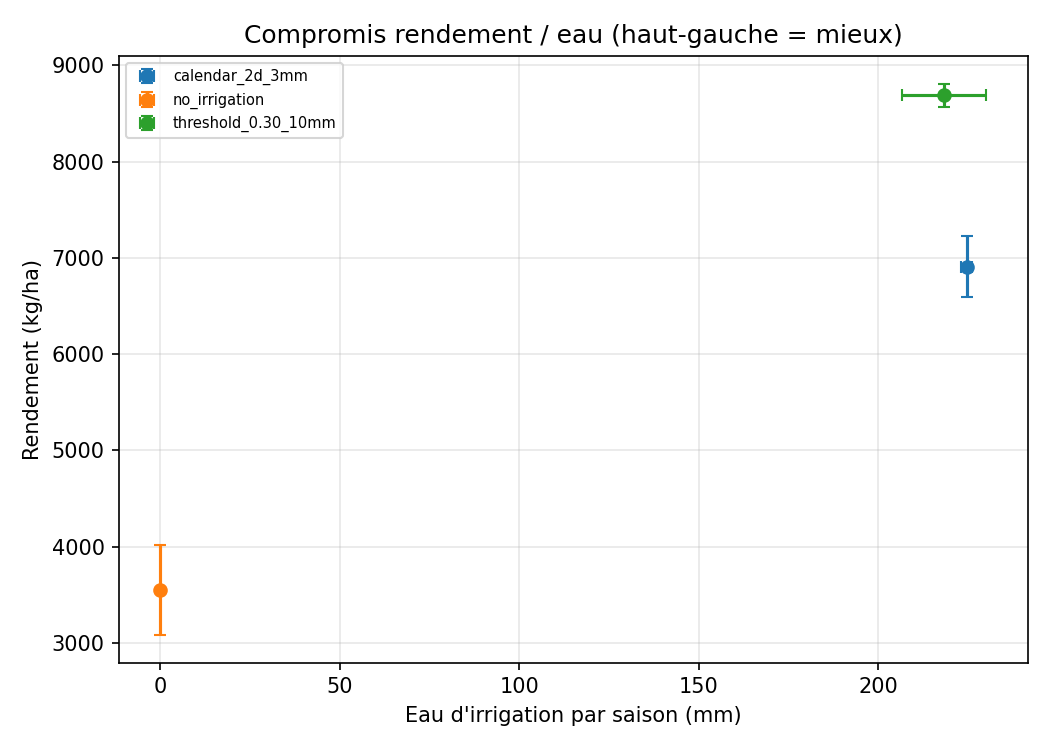 Compromis rendement / eau (haut-gauche = mieux)
calendar_2d_3mm
no_irrigation
threshold_0.30_10mm
Rendement (kg/ha)
9000
8000
7000
6000
5000
4000
3000
0
50
100
150
200
Eau d'irrigation par saison (mm)